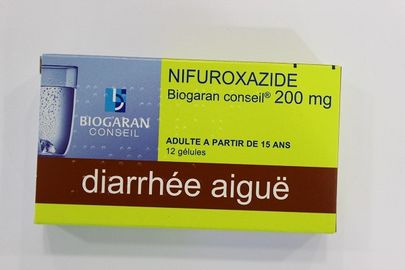 NIFUROXAZIDE
Biogaran conseil® 200 mg
BIOGARAN
CONSEIL
ADULTE A PARTIR DE 15 ANS
12 gélules
diarrhée aiguë